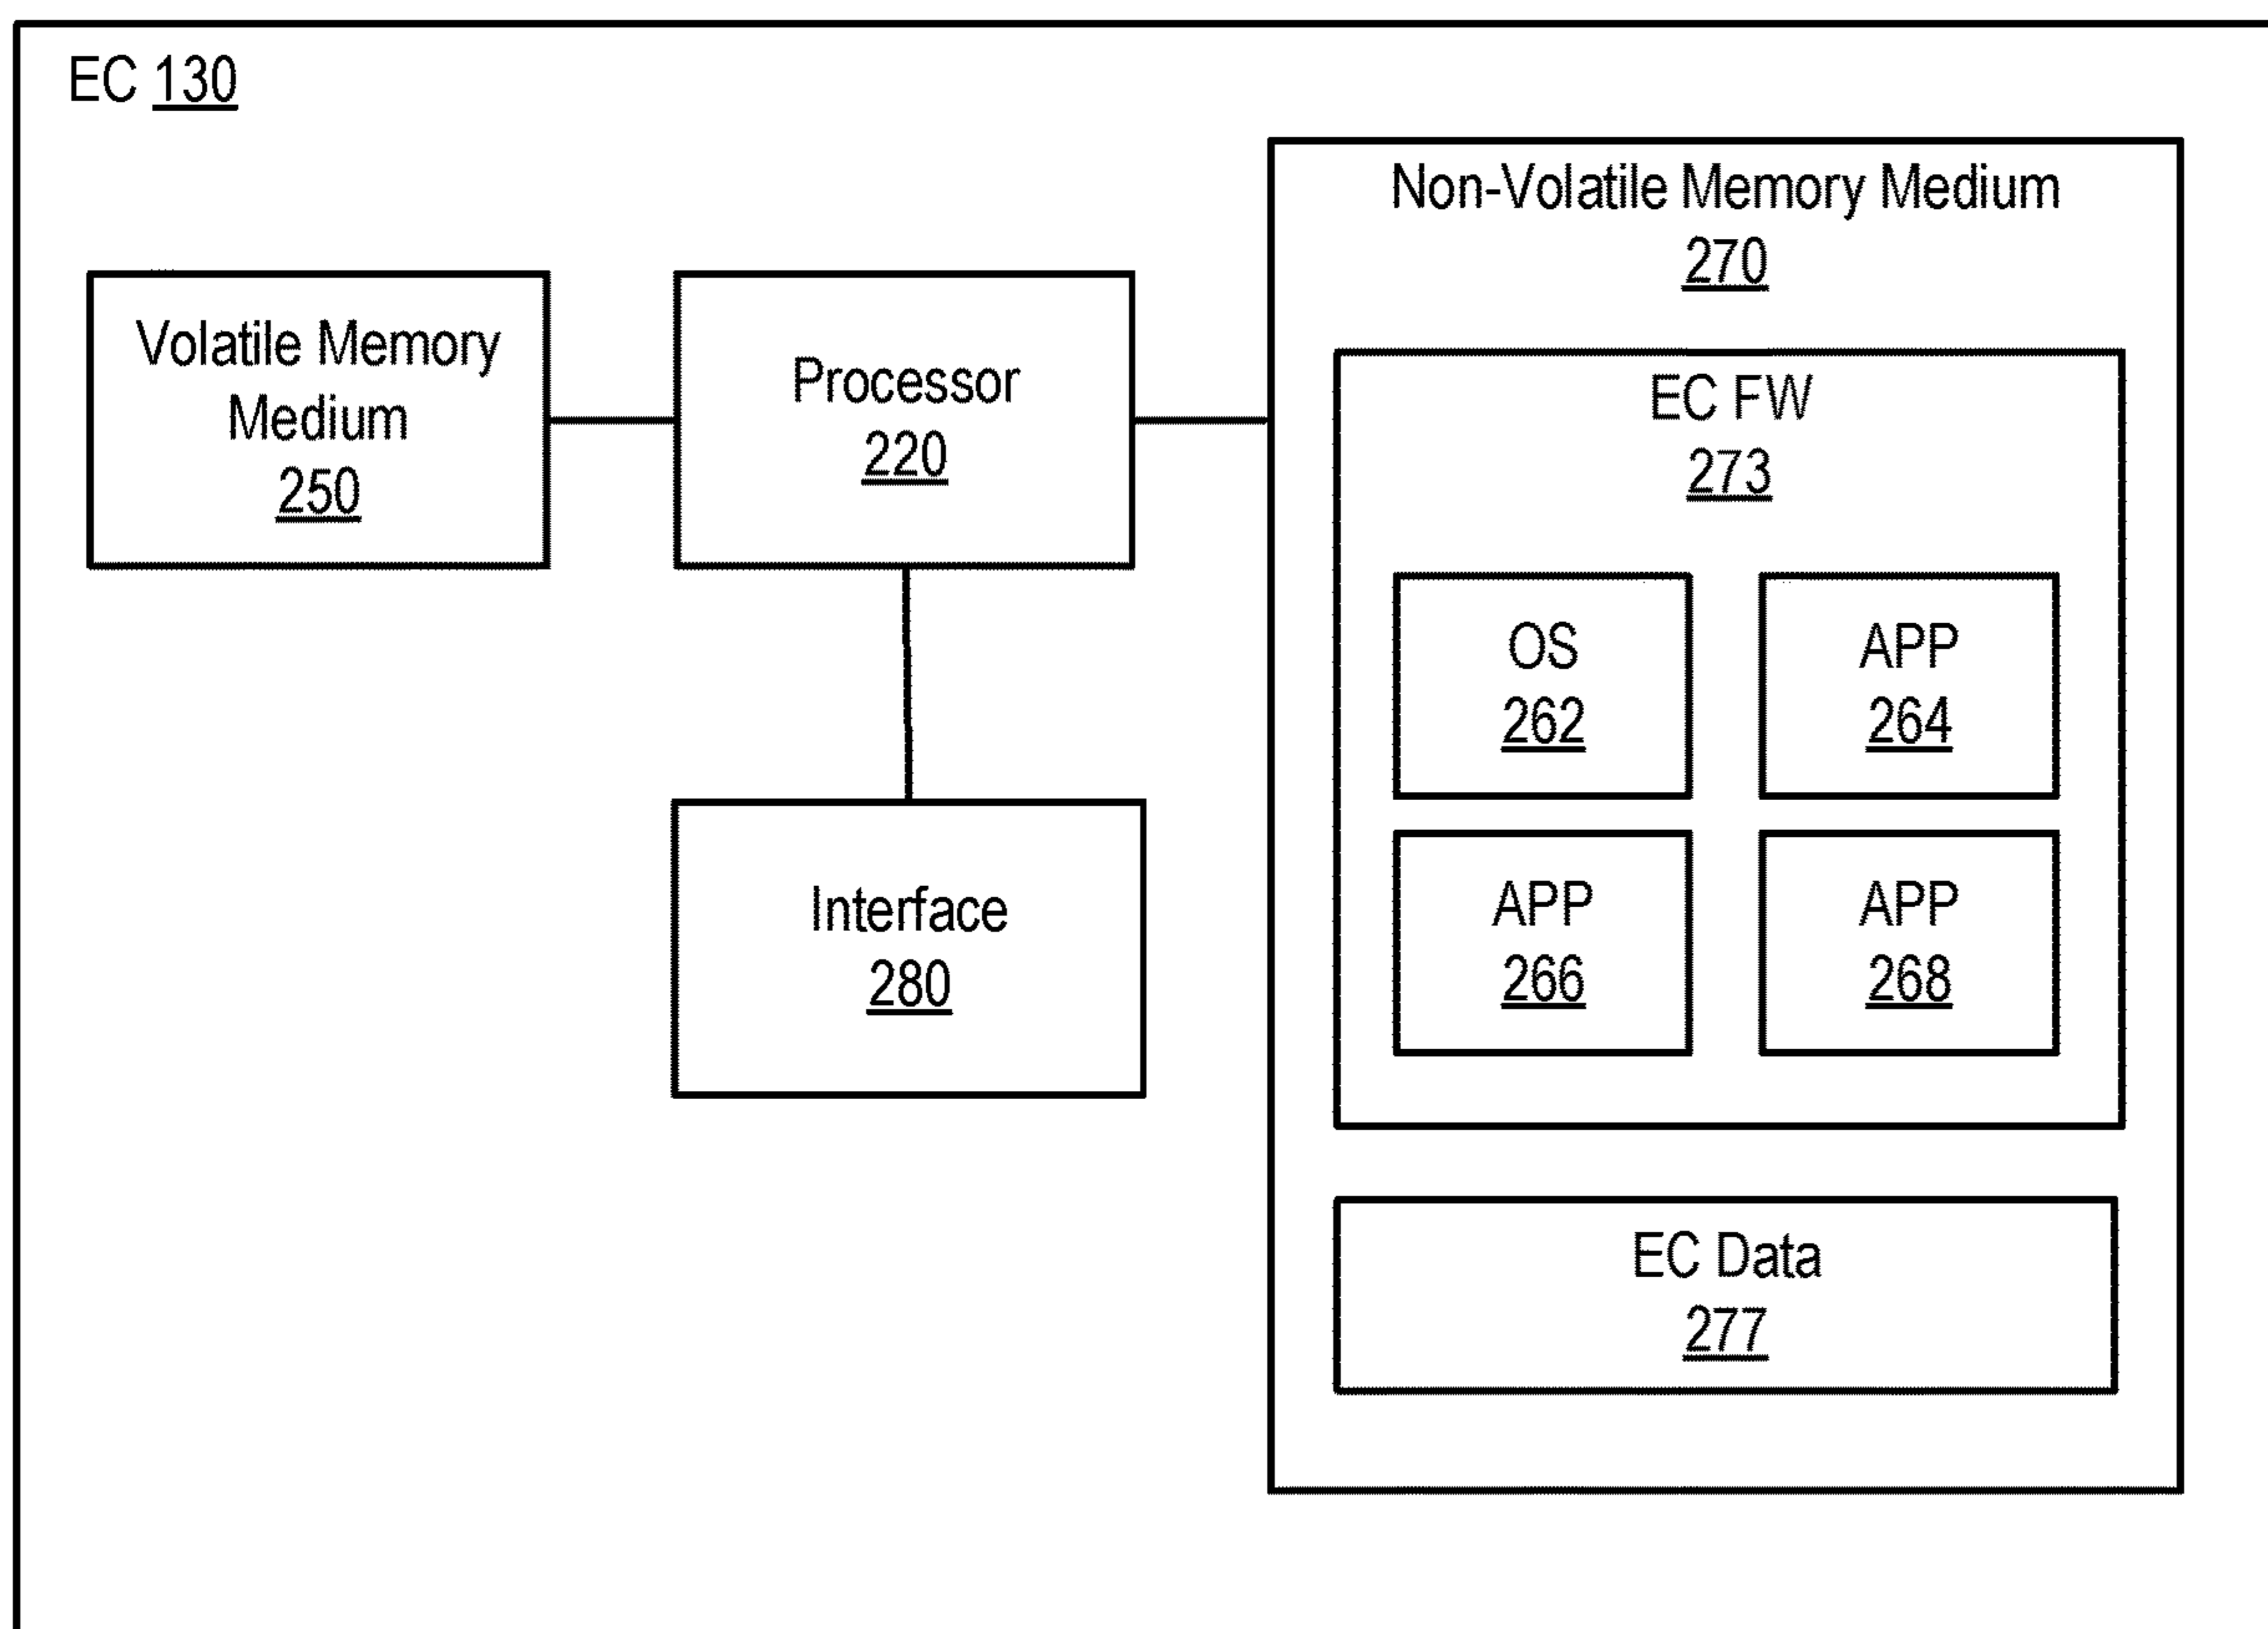 EC 130
Volatile Memory
Medium
250
Processor
220
Interface
280
Non-Volatile Memory Medium
270
EC FW
273
OS
262
APP
264
APP
266
APP
268
EC Data
277